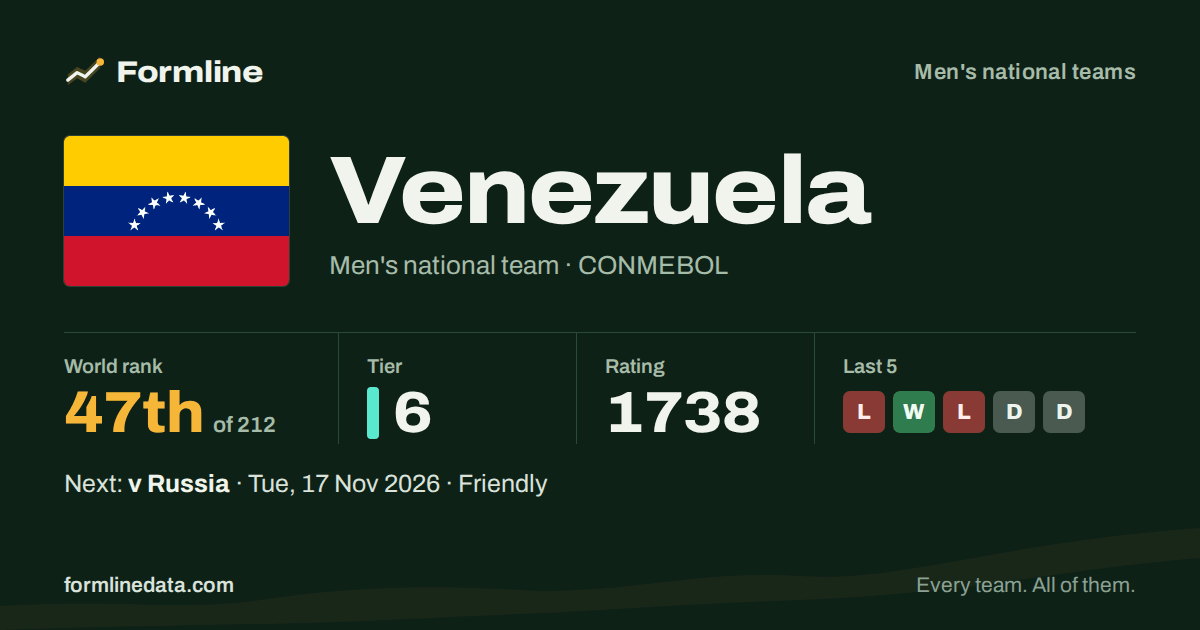 Formline
Men's national teams
Venezuela
Men's national team · CONMEBOL
World rank
47th of 212
Tier
6
Rating
1738
Last 5
L W L D D
Next: v Russia · Tue, 17 Nov 2026 · Friendly
formlinedata.com
Every team. All of them.